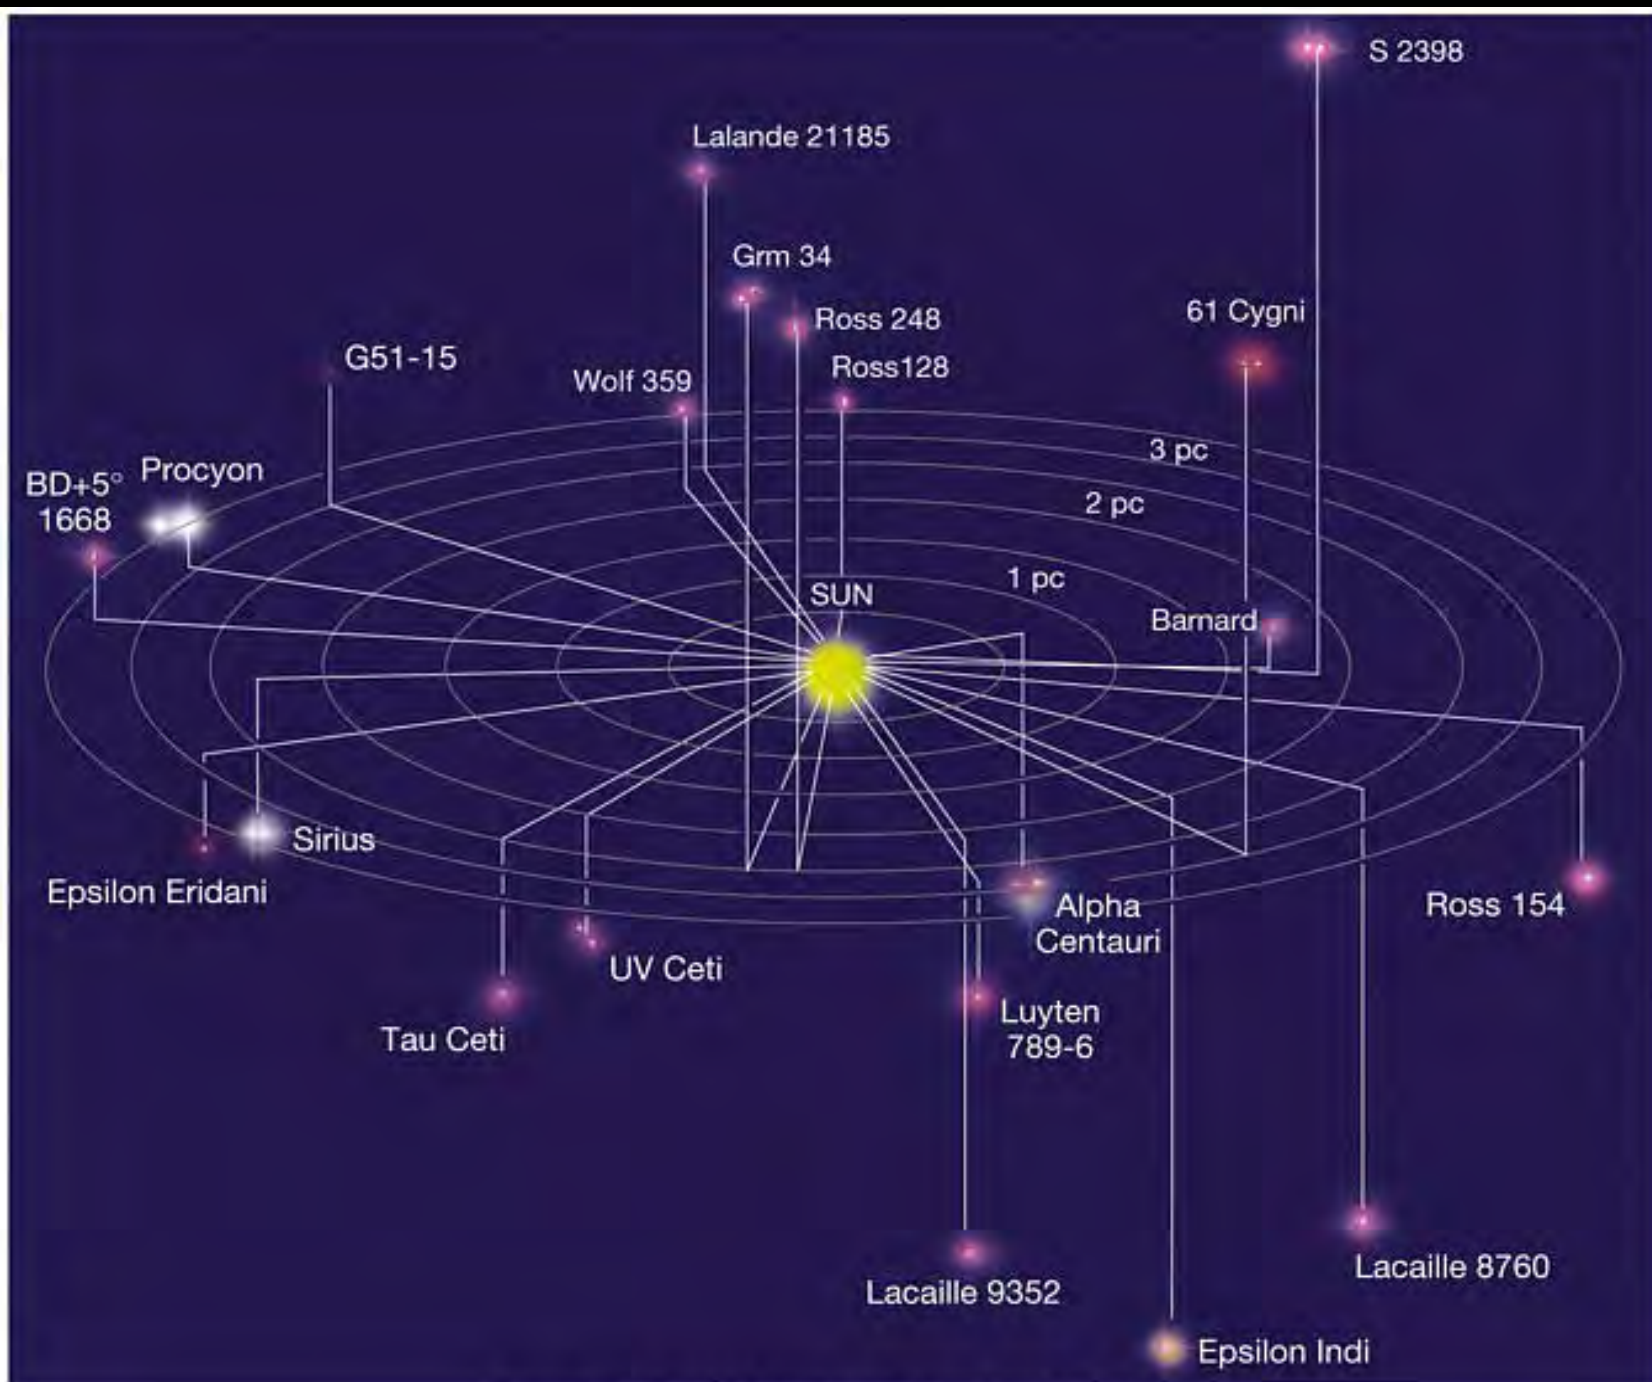 S 2398
Lalande 21185
Grm 34
61 Cygni
Ross 248
G51-15
Ross128
Wolf 359
3 pc
Procyon
BD+5°
1668
2 pc
1 pc
SUN
Barnard
Sirius
Epsilon Eridani
Alpha
Centauri
Ross 154
UV Ceti
Luyten
789-6
Tau Ceti
Lacaille 8760
Lacaille 9352
Epsilon Indi